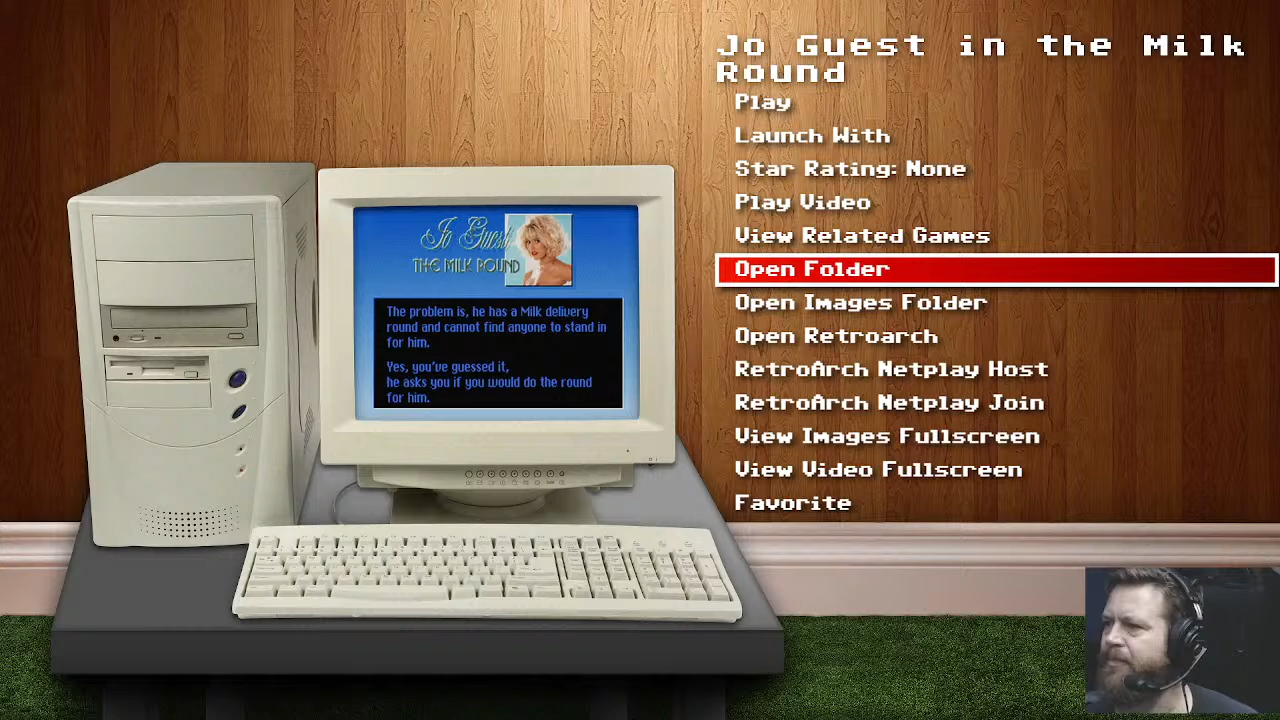 Jo Guest in the Milk
Round
Play
Launch With
Star Rating: None
Play Video
View Related Games
Open Folder
Open Images Folder
Open Retroarch
RetroArch Netplay Host
RetroArch Netplay Join
View Images Fullscreen
View Video Fullscreen
Favorite
Jo Guest
THE MILK ROUND
The problem is, he has a Milk delivery
round and cannot find anyone to stand in
for him.
Yes, you've guessed it,
he asks you if you would do the round
for him.